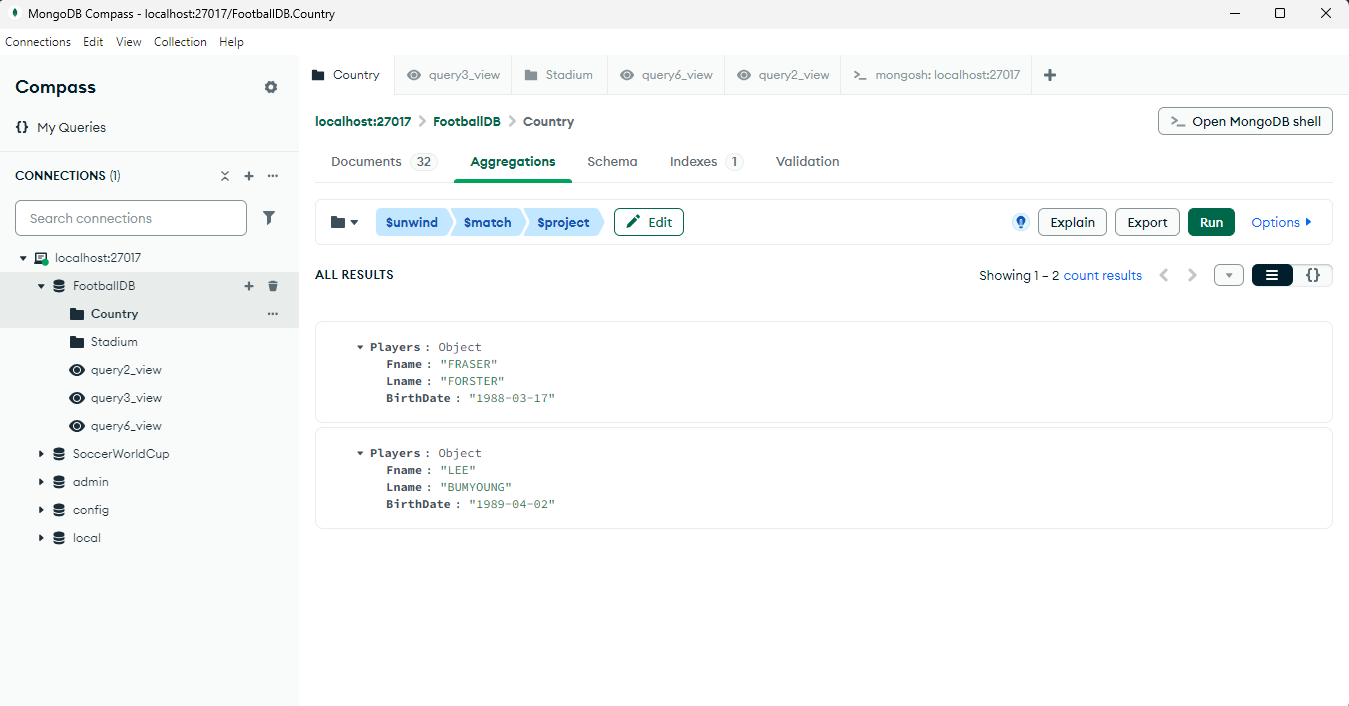 MongoDB Compass - localhost:27017/FootballDB.Country
Connections Edit View Collection Help
Compass
{} My Queries
CONNECTIONS (1)
Search connections
localhost:27017
FootballDB
Country
Stadium
query2_view
query3_view
query6_view
SoccerWorldCup
admin
config
local
Country query3_view Stadium query6_view query2_view >_ mongosh: localhost:27017
localhost:27017 > FootballDB > Country
>_ Open MongoDB shell
Documents 32 Aggregations Schema Indexes 1 Validation
$unwind $match $project Edit Explain Export Run Options
ALL RESULTS Showing 1 – 2 count results {}
Players : Object
Fname : "FRASER"
Lname : "FORSTER"
BirthDate : "1988-03-17"
Players : Object
Fname : "LEE"
Lname : "BUMYOUNG"
BirthDate : "1989-04-02"